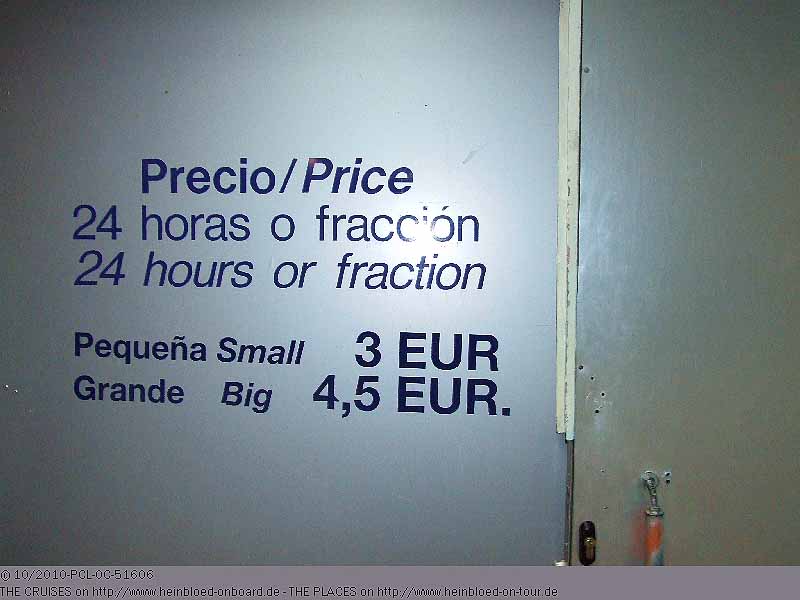 Precio/Price
24 horas o fracción
24 hours or fraction
Pequeña Small 3 EUR
Grande Big 4,5 EUR.
© 10/2010-PCL-OC-51606
THE CRUISES on http://www.heinbloed-onboard.de - THE PLACES on http://www.heinbloed-on-tour.de